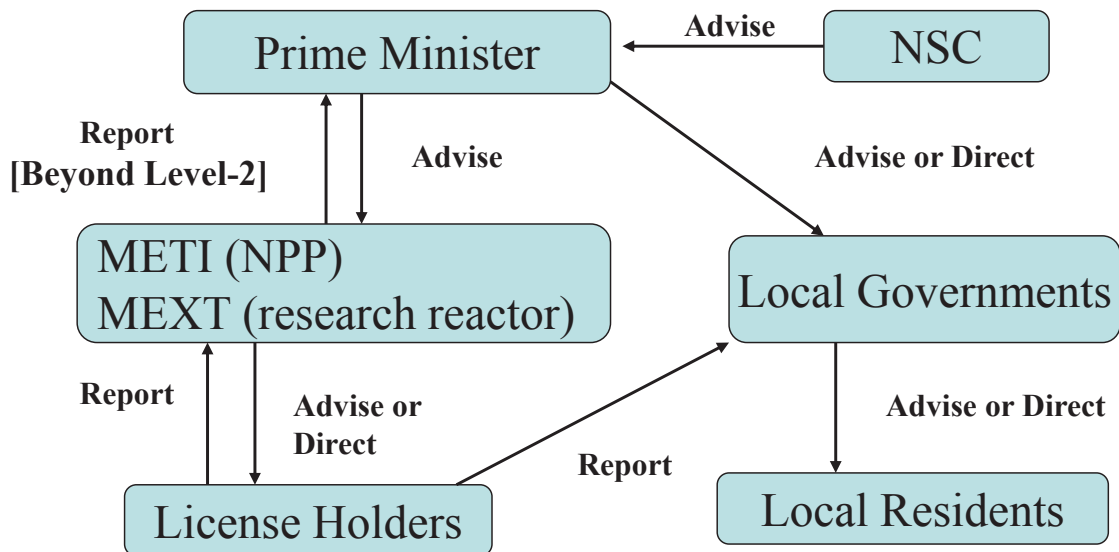 Prime Minister
Advise
NSC
Report
[Beyond Level-2]
Advise
Advise or Direct
METI (NPP)
MEXT (research reactor)
Local Governments
Report
Advise or
Direct
Report
Advise or Direct
License Holders
Local Residents